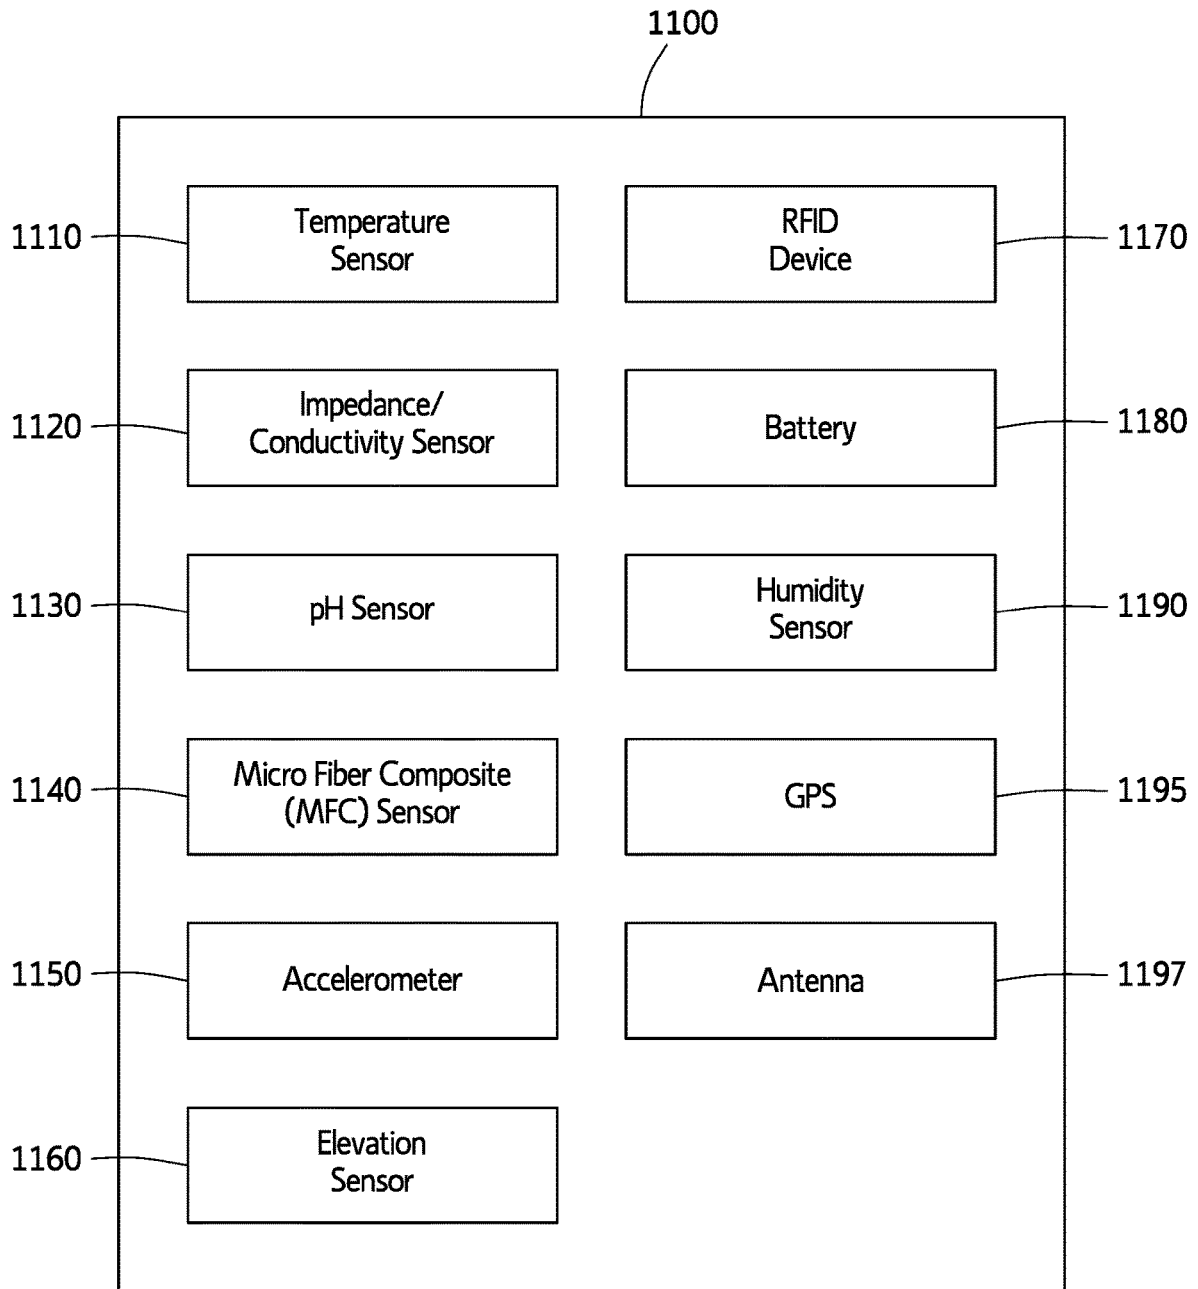 1100
1110
Temperature
Sensor
RFID
Device
1170
1120
Impedance/
Conductivity Sensor
Battery
1180
1130
pH Sensor
Humidity
Sensor
1190
1140
Micro Fiber Composite
(MFC) Sensor
GPS
1195
1150
Accelerometer
Antenna
1197
1160
Elevation
Sensor